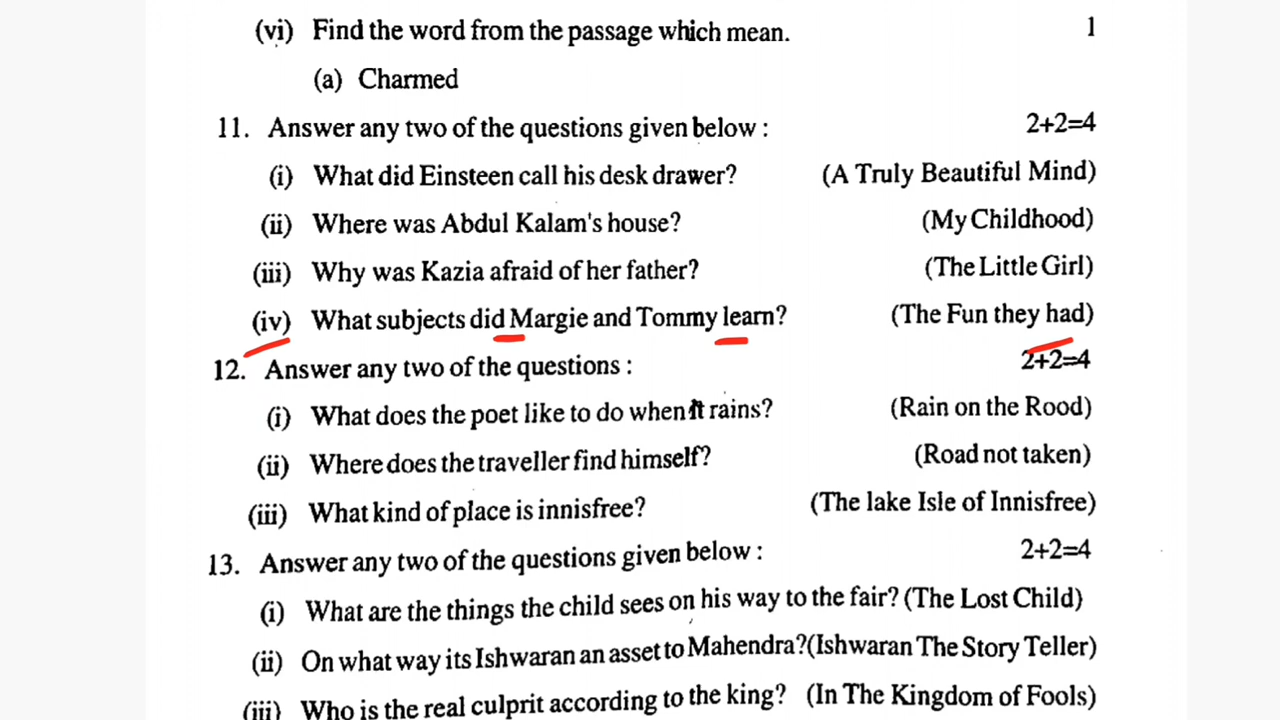 (vi) Find the word from the passage which mean. 1
(a) Charmed
11. Answer any two of the questions given below : 2+2=4
(i) What did Einsteen call his desk drawer? (A Truly Beautiful Mind)
(ii) Where was Abdul Kalam's house? (My Childhood)
(iii) Why was Kazia afraid of her father? (The Little Girl)
(iv) What subjects did Margie and Tommy learn? (The Fun they had)
12. Answer any two of the questions : 2+2=4
(i) What does the poet like to do when it rains? (Rain on the Rood)
(ii) Where does the traveller find himself? (Road not taken)
(iii) What kind of place is innisfree? (The lake Isle of Innisfree)
13. Answer any two of the questions given below : 2+2=4
(i) What are the things the child sees on his way to the fair? (The Lost Child)
(ii) On what way its Ishwaran an asset to Mahendra?(Ishwaran The Story Teller)
(iii) Who is the real culprit according to the king? (In The Kingdom of Fools)